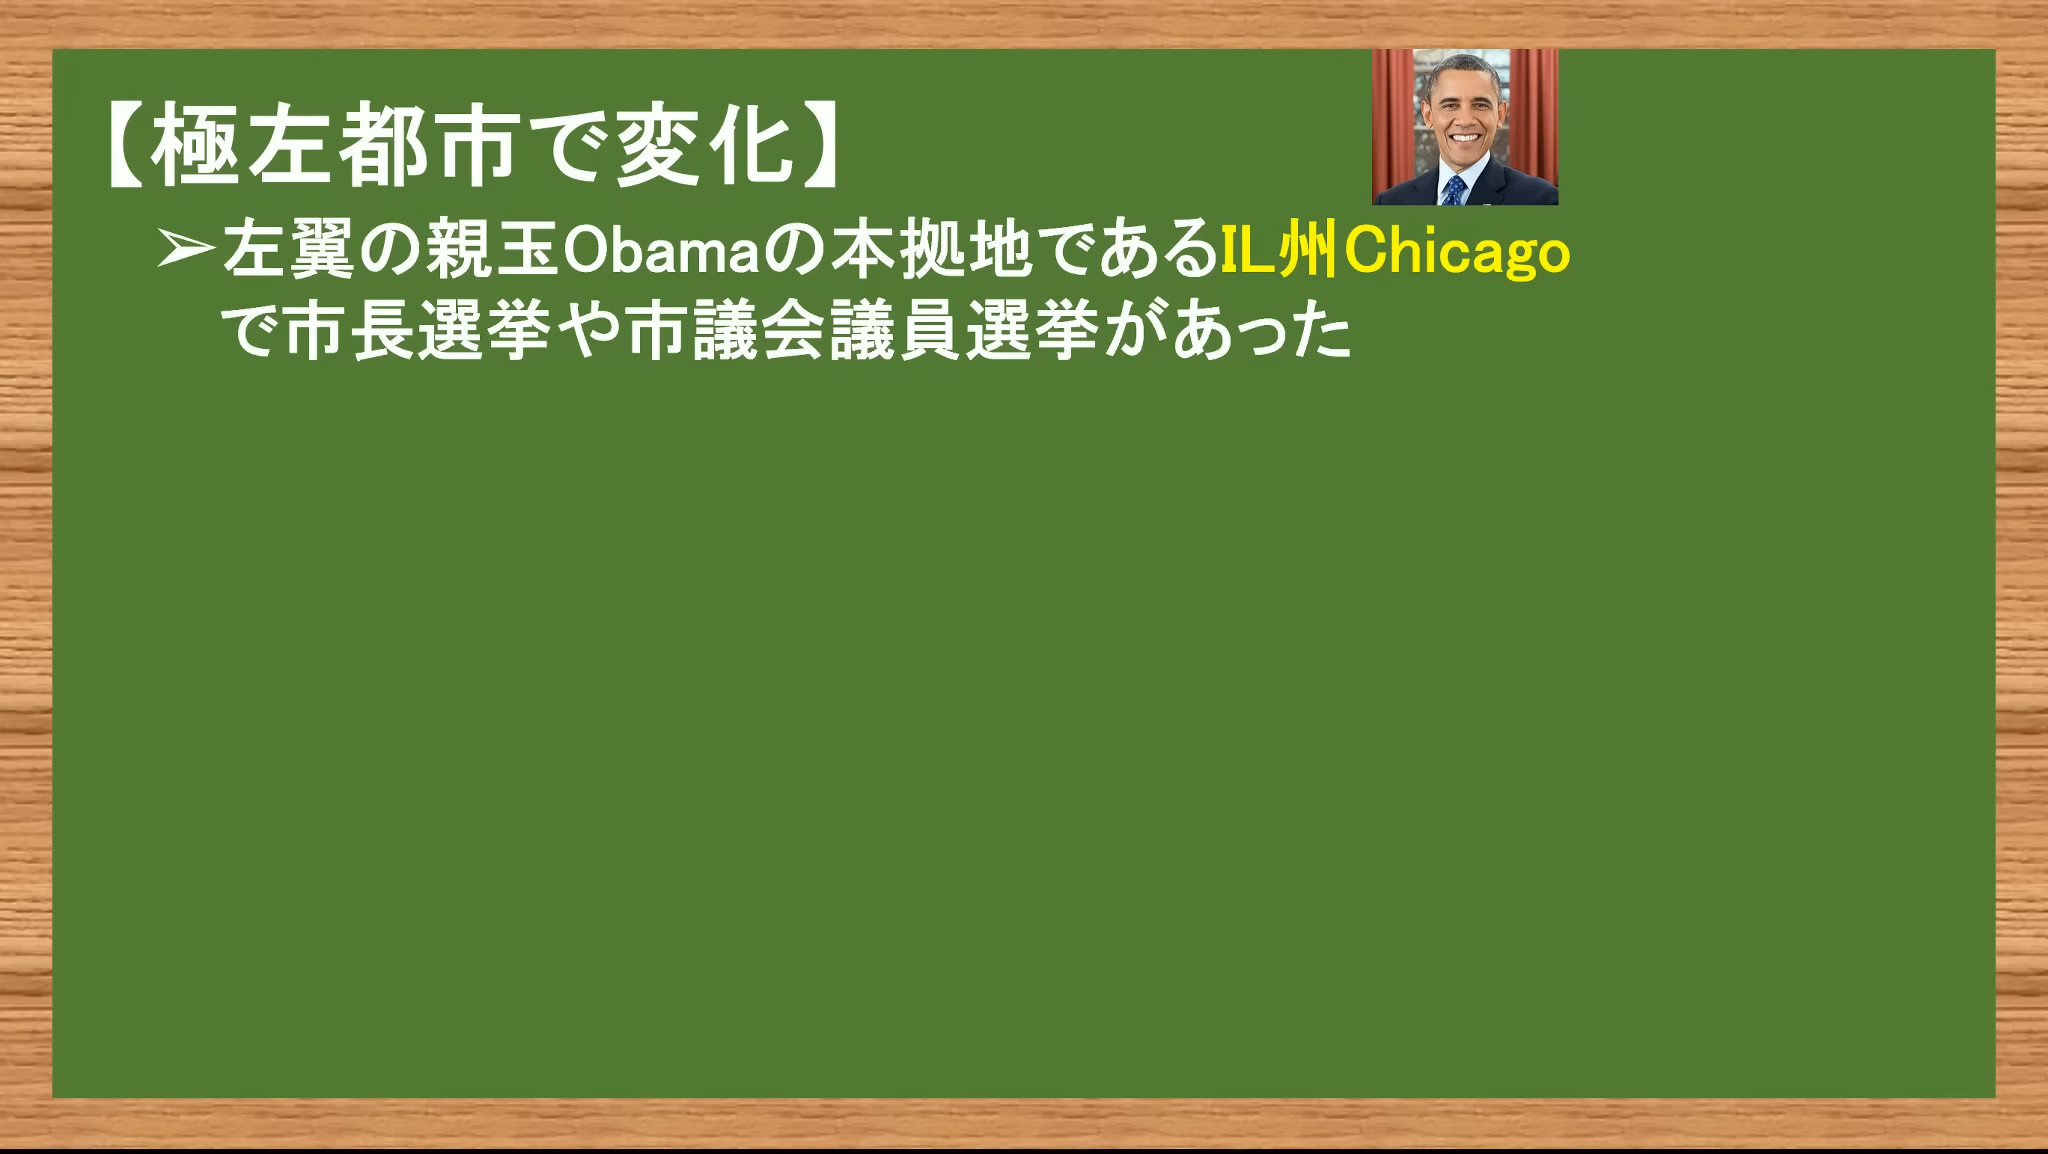 【極左都市で変化】
➢左翼の親玉Obamaの本拠地であるIL州Chicago
で市長選挙や市議会議員選挙があった